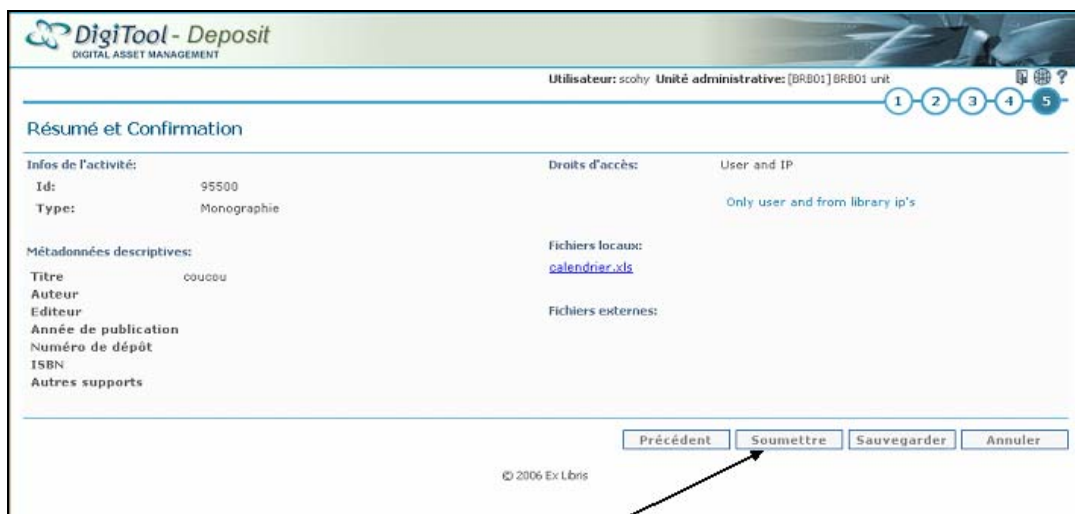 DigiTool - Deposit
DIGITAL ASSET MANAGEMENT
Utilisateur: scohy Unité administrative: [BRB01] BRB01 unit
?
1 2 3 4 5
Résumé et Confirmation
Infos de l'activité:
Id: 95500
Type: Monographie
Métadonnées descriptives:
Titre coucou
Auteur
Editeur
Année de publication
Numéro de dépôt
ISBN
Autres supports
Droits d'accès: User and IP
Only user and from library ip's
Fichiers locaux:
calendrier.xls
Fichiers externes:
Précédent Soumettre Sauvegarder Annuler
© 2006 Ex Libris